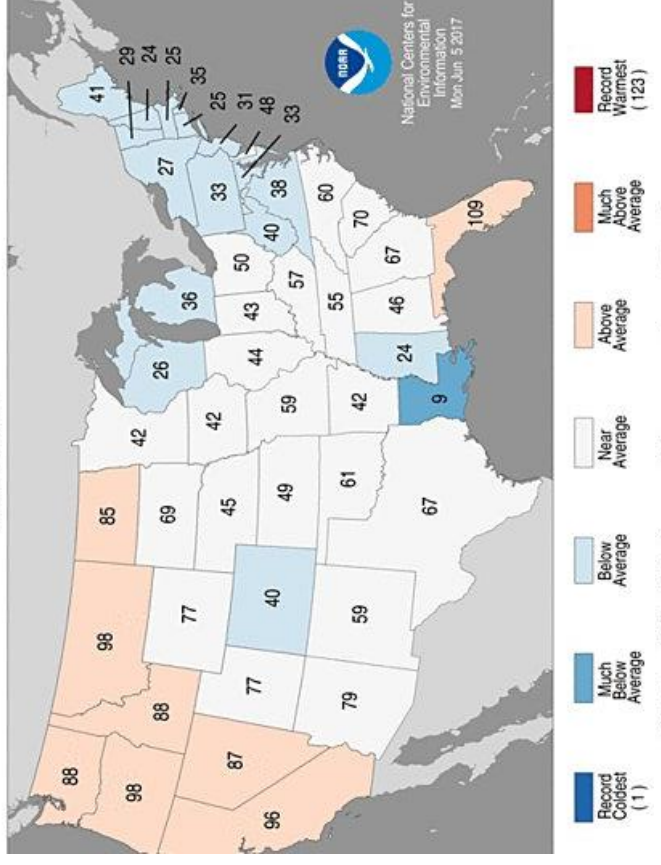 88
98
85
42
41
29
24
25
35
25
31
48
33
98
88
77
69
26
36
27
96
87
77
40
45
42
44
43
50
33
49
59
57
40
38
79
59
61
42
55
60
67
9
24
46
67
70
109
NOAA
National Centers for
Environmental
Information
Mon Jun 5 2017
Record
Coldest
(1)
Much
Below
Average
Below
Average
Near
Average
Above
Average
Much
Above
Average
Record
Warmest
(123)